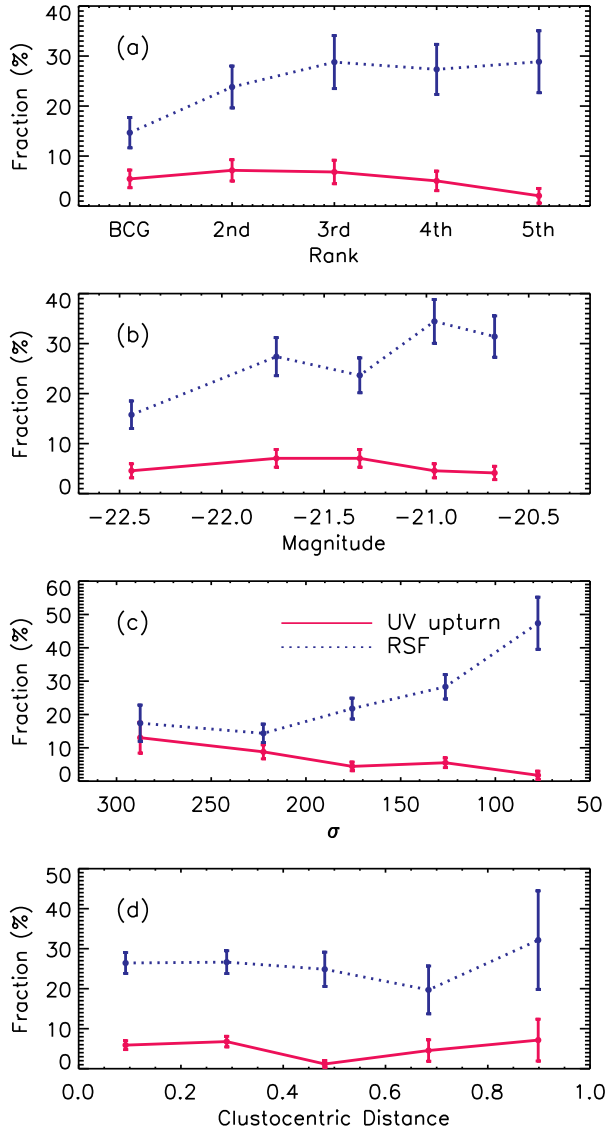 (a)
Fraction (%)
40
30
20
10
0
BCG 2nd 3rd 4th 5th
Rank
(b)
Fraction (%)
40
30
20
10
0
−22.5 −22.0 −21.5 −21.0 −20.5
Magnitude
(c)
UV upturn
RSF
Fraction (%)
60
50
40
30
20
10
0
300 250 200 150 100 50
σ
(d)
Fraction (%)
50
40
30
20
10
0
0.0 0.2 0.4 0.6 0.8 1.0
Clustocentric Distance